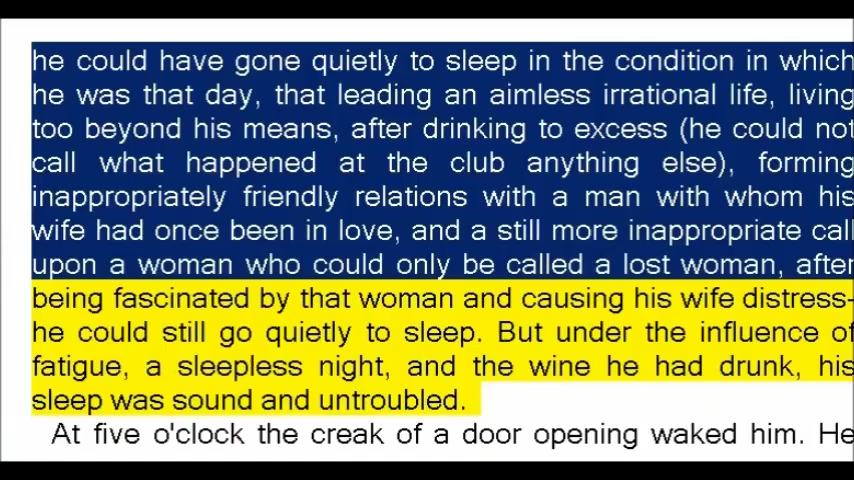 he could have gone quietly to sleep in the condition in which
he was that day, that leading an aimless irrational life, living
too beyond his means, after drinking to excess (he could not
call what happened at the club anything else), forming
inappropriately friendly relations with a man with whom his
wife had once been in love, and a still more inappropriate call
upon a woman who could only be called a lost woman, after
being fascinated by that woman and causing his wife distress-
he could still go quietly to sleep. But under the influence of
fatigue, a sleepless night, and the wine he had drunk, his
sleep was sound and untroubled.
At five o'clock the creak of a door opening waked him. He